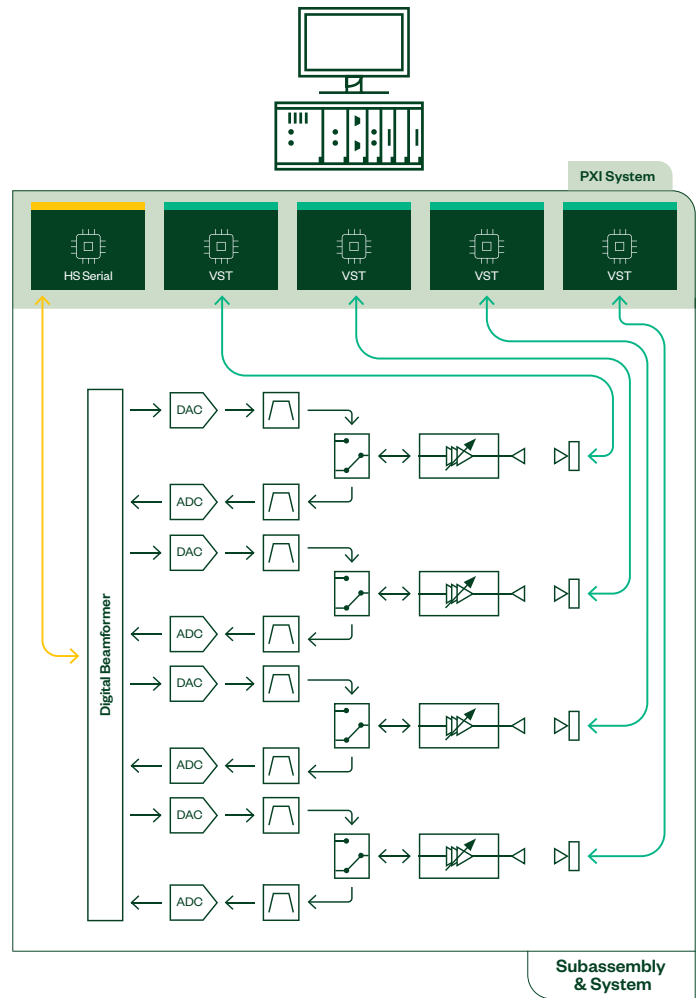 PXI System
HS Serial
VST
VST
VST
VST
Digital Beamformer
DAC
ADC
DAC
ADC
DAC
ADC
DAC
ADC
Subassembly
& System